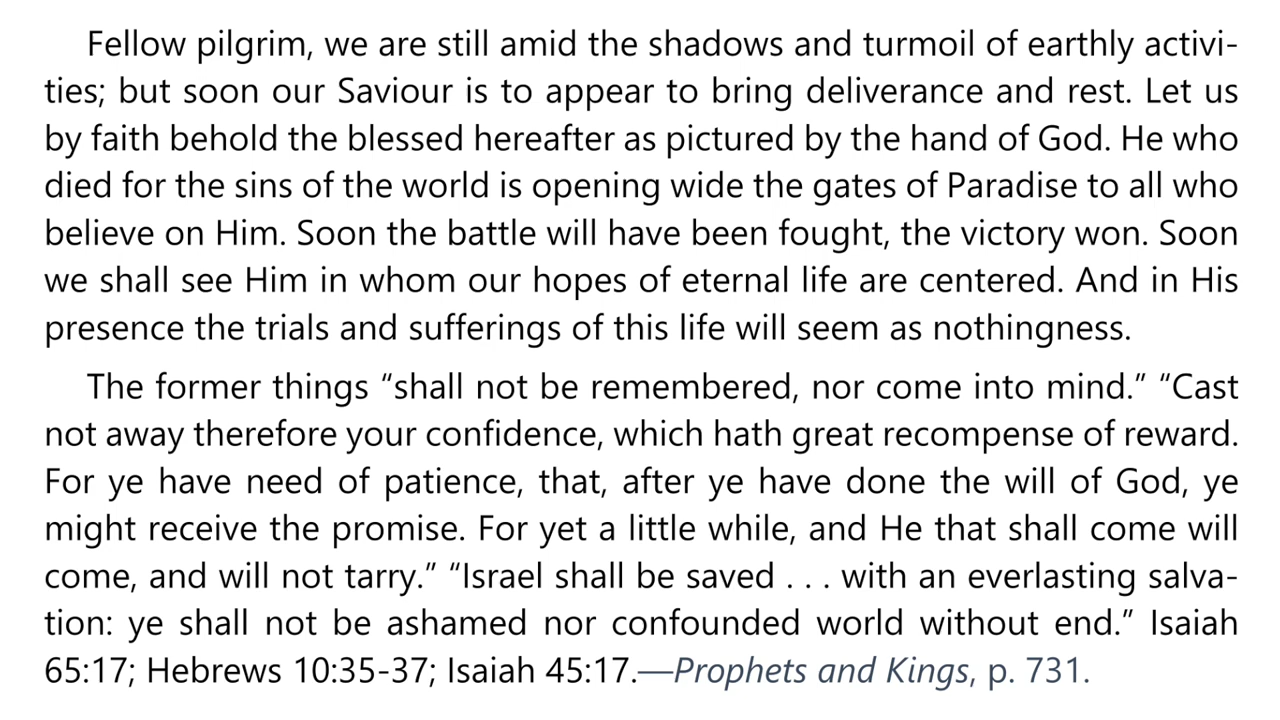 Fellow pilgrim, we are still amid the shadows and turmoil of earthly activi-
ties; but soon our Saviour is to appear to bring deliverance and rest. Let us
by faith behold the blessed hereafter as pictured by the hand of God. He who
died for the sins of the world is opening wide the gates of Paradise to all who
believe on Him. Soon the battle will have been fought, the victory won. Soon
we shall see Him in whom our hopes of eternal life are centered. And in His
presence the trials and sufferings of this life will seem as nothingness.
The former things “shall not be remembered, nor come into mind.” “Cast
not away therefore your confidence, which hath great recompense of reward.
For ye have need of patience, that, after ye have done the will of God, ye
might receive the promise. For yet a little while, and He that shall come will
come, and will not tarry.” “Israel shall be saved . . . with an everlasting salva-
tion: ye shall not be ashamed nor confounded world without end.” Isaiah
65:17; Hebrews 10:35-37; Isaiah 45:17.—Prophets and Kings, p. 731.